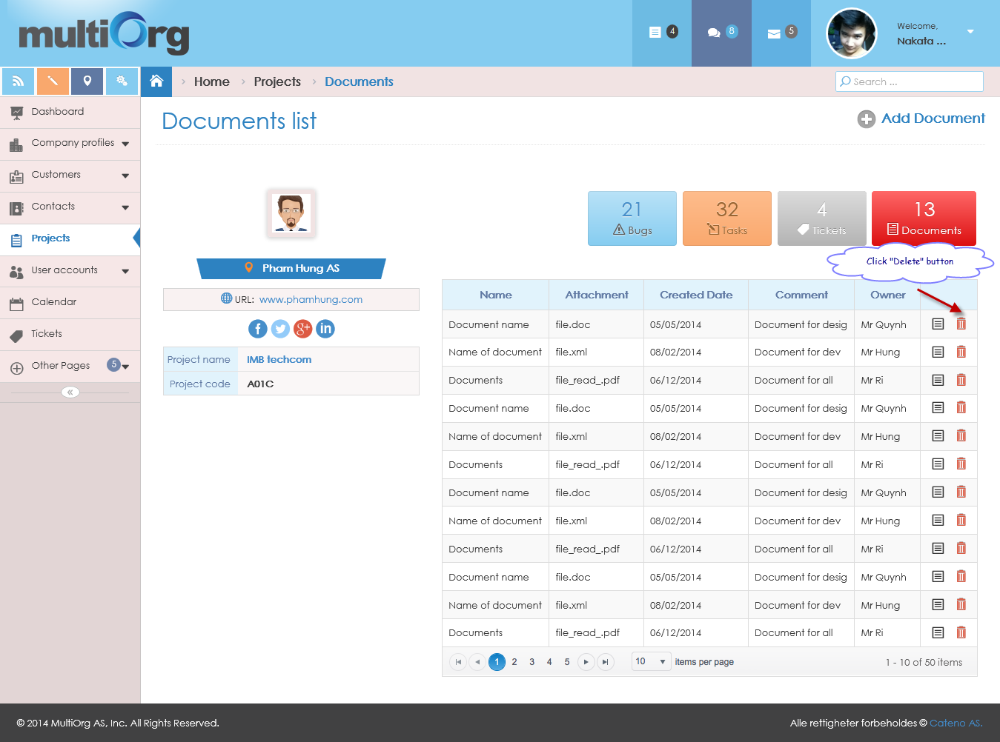 multiOrg
4
8
5
Welcome,
Nakata ...
Home
Projects
Documents
Search ...
Dashboard
Company profiles
Customers
Contacts
Projects
User accounts
Calendar
Tickets
Other Pages 5
Documents list
Add Document
21
Bugs
32
Tasks
4
Tickets
13
Documents
Click "Delete" button
Pham Hung AS
URL: www.phamhung.com
f g+ in
Project name IMB techcom
Project code A01C
Name Attachment Created Date Comment Owner
Document name file.doc 05/05/2014 Document for desig Mr Quynh
Name of document file.xml 08/02/2014 Document for dev Mr Hung
Documents file_read_.pdf 06/12/2014 Document for all Mr Ri
Document name file.doc 05/05/2014 Document for desig Mr Quynh
Name of document file.xml 08/02/2014 Document for dev Mr Hung
Documents file_read_.pdf 06/12/2014 Document for all Mr Ri
Document name file.doc 05/05/2014 Document for desig Mr Quynh
Name of document file.xml 08/02/2014 Document for dev Mr Hung
Documents file_read_.pdf 06/12/2014 Document for all Mr Ri
Document name file.doc 05/05/2014 Document for desig Mr Quynh
Name of document file.xml 08/02/2014 Document for dev Mr Hung
Documents file_read_.pdf 06/12/2014 Document for all Mr Ri
1 2 3 4 5 10 items per page 1 - 10 of 50 items
© 2014 MultiOrg AS, Inc. All Rights Reserved.
Alle rettigheter forbeholdes © Cateno AS.